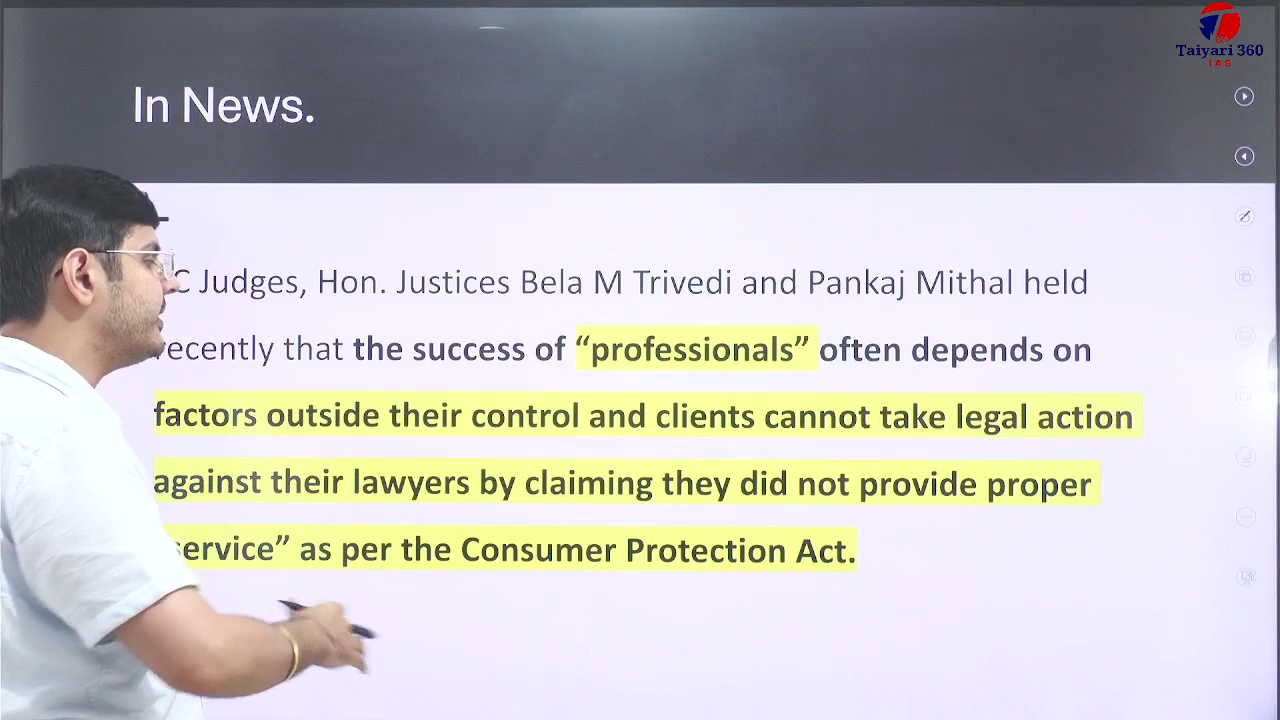 Taiyari 360
IAS
In News.
C Judges, Hon. Justices Bela M Trivedi and Pankaj Mithal held
recently that the success of “professionals” often depends on
factors outside their control and clients cannot take legal action
against their lawyers by claiming they did not provide proper
service” as per the Consumer Protection Act.